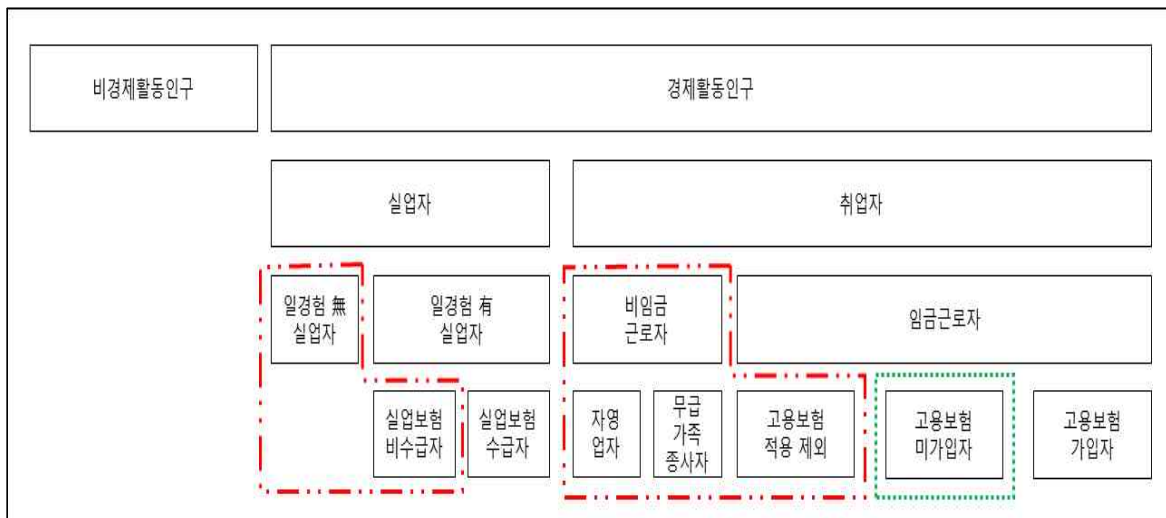 비경제활동인구
경제활동인구
실업자
취업자
일경험 無
실업자
일경험 有
실업자
비임금
근로자
임금근로자
실업보험
비수급자
실업보험
수급자
자영
업자
무급
가족
종사자
고용보험
적용 제외
고용보험
미가입자
고용보험
가입자